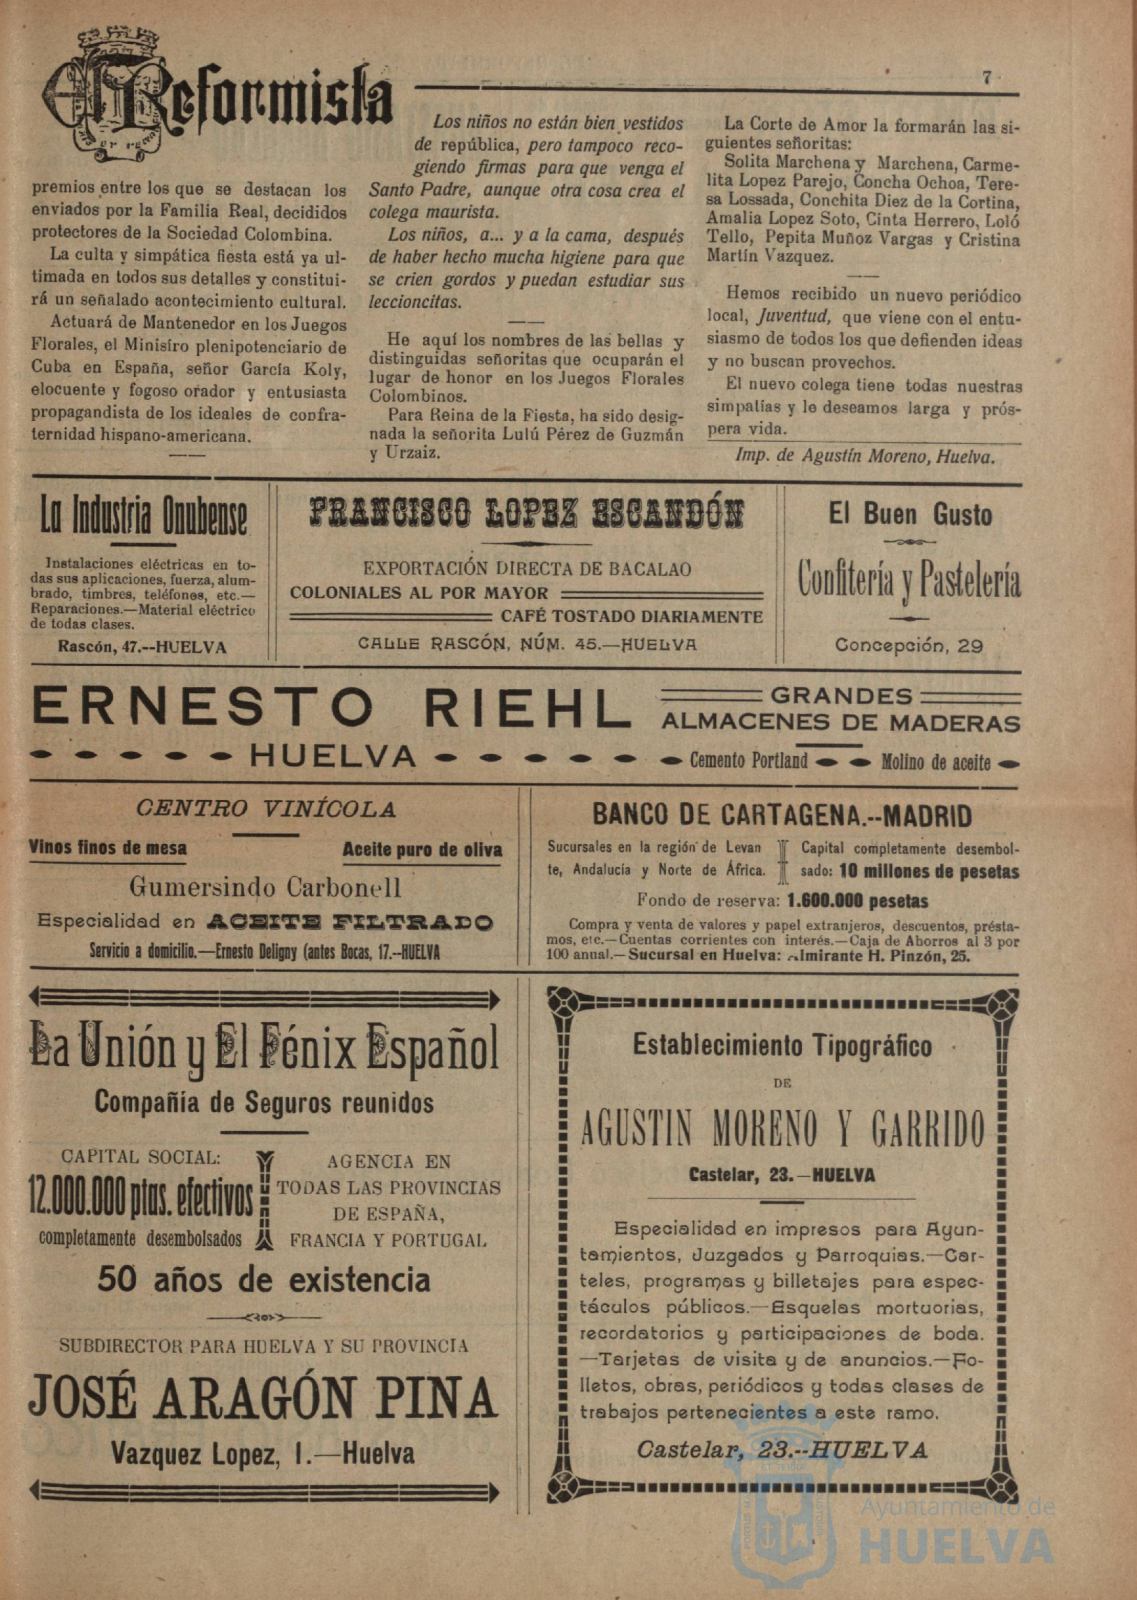 El Reformista
7
premios entre los que se destacan los
enviados por la Familia Real, decididos
protectores de la Sociedad Colombina.
La culta y simpática fiesta está ya ul-
timada en todos sus detalles y constitui-
rá un señalado acontecimiento cultural.
Actuará de Mantenedor en los Juegos
Florales, el Ministro plenipotenciario de
Cuba en España, señor García Koly,
elocuente y fogoso orador y entusiasta
propagandista de los ideales de confra-
ternidad hispano-americana.
Los niños no están bien vestidos
de república, pero tampoco reco-
giendo firmas para que venga el
Santo Padre, aunque otra cosa crea el
colega maurista.
Los niños, a... y a la cama, después
de haber hecho mucha higiene para que
se crien gordos y puedan estudiar sus
leccioncitas.
He aquí los nombres de las bellas y
distinguidas señoritas que ocuparán el
lugar de honor en los Juegos Florales
Colombinos.
Para Reina de la Fiesta, ha sido desig-
nada la señorita Lulú Pérez de Guzmán
y Urzaiz.
La Corte de Amor la formarán las si-
guientes señoritas:
Solita Marchena y Marchena, Carme-
lita Lopez Parejo, Concha Ochoa, Tere-
sa Lossada, Conchita Diez de la Cortina,
Amalia Lopez Soto, Cinta Herrero, Loló
Tello, Pepita Muñoz Vargas y Cristina
Martín Vazquez.
Hemos recibido un nuevo periódico
local, Juventud, que viene con el entu-
siasmo de todos los que defienden ideas
y no buscan provechos.
El nuevo colega tiene todas nuestras
simpatías y le deseamos larga y prós-
pera vida.
Imp. de Agustín Moreno, Huelva.
La Industria Onubense
Instalaciones eléctricas en to-
das sus aplicaciones, fuerza, alum-
brado, timbres, teléfonos, etc.—
Reparaciones.—Material eléctrico
de todas clases.
Rascón, 47.--HUELVA
FRANCISCO LOPEZ ESCANDÓN
EXPORTACIÓN DIRECTA DE BACALAO
COLONIALES AL POR MAYOR
CAFÉ TOSTADO DIARIAMENTE
CALLE RASCÓN, NÚM. 45.—HUELVA
El Buen Gusto
Confitería y Pastelería
Concepción, 29
ERNESTO RIEHL
HUELVA
GRANDES
ALMACENES DE MADERAS
Cemento Portland
Molino de aceite
CENTRO VINÍCOLA
Vinos finos de mesa
Aceite puro de oliva
Gumersindo Carbonell
Especialidad en ACEITE FILTRADO
Servicio a domicilio.—Ernesto Deligny (antes Bocas, 17.--HUELVA
BANCO DE CARTAGENA.--MADRID
Sucursales en la región de Levan
te, Andalucía y Norte de África.
Capital completamente desembol-
sado: 10 millones de pesetas
Fondo de reserva: 1.600.000 pesetas
Compra y venta de valores y papel extranjeros, descuentos, présta-
mos, etc.—Cuentas corrientes con interés.—Caja de Ahorros al 3 por
100 anual.—Sucursal en Huelva: Almirante H. Pinzón, 25.
La Unión y El Fénix Español
Compañía de Seguros reunidos
CAPITAL SOCIAL:
12.000.000 ptas. efectivos
completamente desembolsados
AGENCIA EN
TODAS LAS PROVINCIAS
DE ESPAÑA,
FRANCIA Y PORTUGAL
50 años de existencia
SUBDIRECTOR PARA HUELVA Y SU PROVINCIA
JOSÉ ARAGÓN PINA
Vazquez Lopez, 1.—Huelva
Establecimiento Tipográfico
DE
AGUSTIN MORENO Y GARRIDO
Castelar, 23.—HUELVA
Especialidad en impresos para Ayun-
tamientos, Juzgados y Parroquias.—Car-
teles, programas y billetajes para espec-
táculos públicos.—Esquelas mortuorias,
recordatorios y participaciones de boda.
—Tarjetas de visita y de anuncios.—Fo-
lletos, obras, periódicos y todas clases de
trabajos pertenecientes a este ramo.
Castelar, 23.--HUELVA
Ayuntamiento de
HUELVA